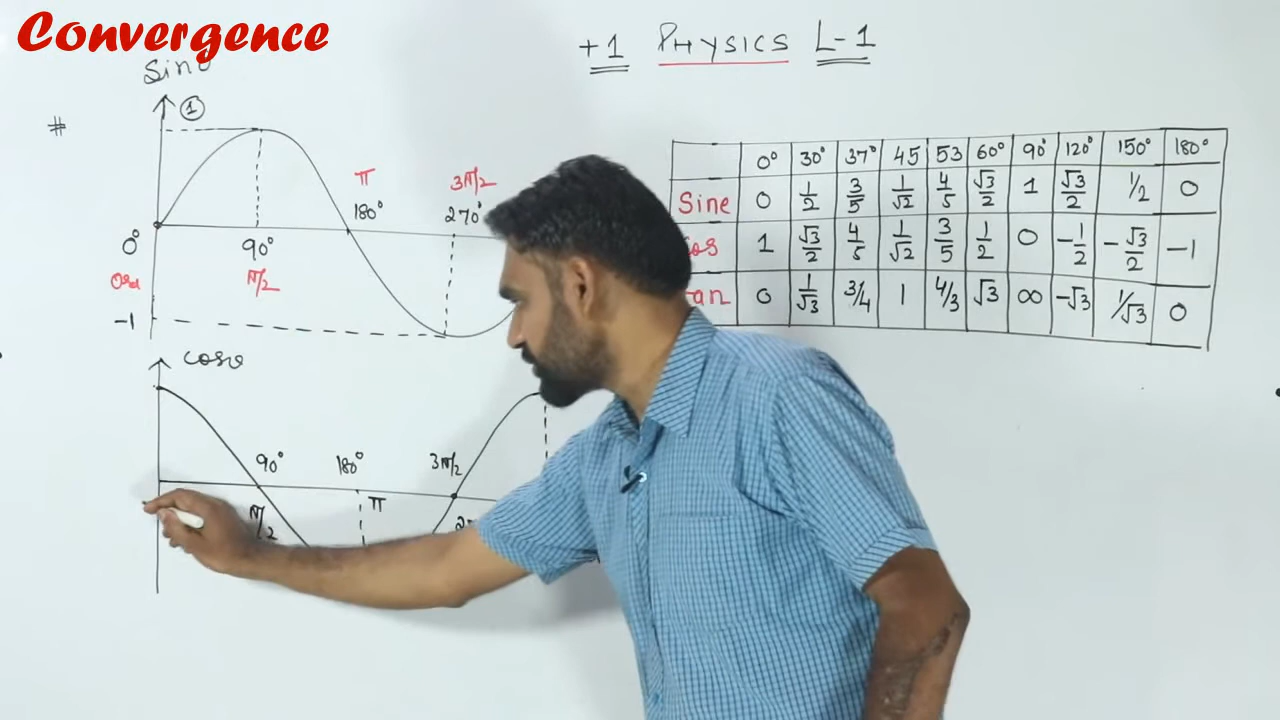 Convergence
+1 PHYSICS L-1
Sinθ
#
1
π
180°
3π/2
270°
0°
90°
π/2
-1
cosθ
90°
180°
3π/2
π/2
π
0° 30° 37° 45 53 60° 90° 120° 150° 180°
Sine 0 1/2 3/5 1/√2 4/5 √3/2 1 √3/2 1/2 0
1 √3/2 4/5 1/√2 3/5 1/2 0 -1/2 -√3/2 -1
0 1/√3 3/4 1 4/3 √3 ∞ -√3 1/√3 0